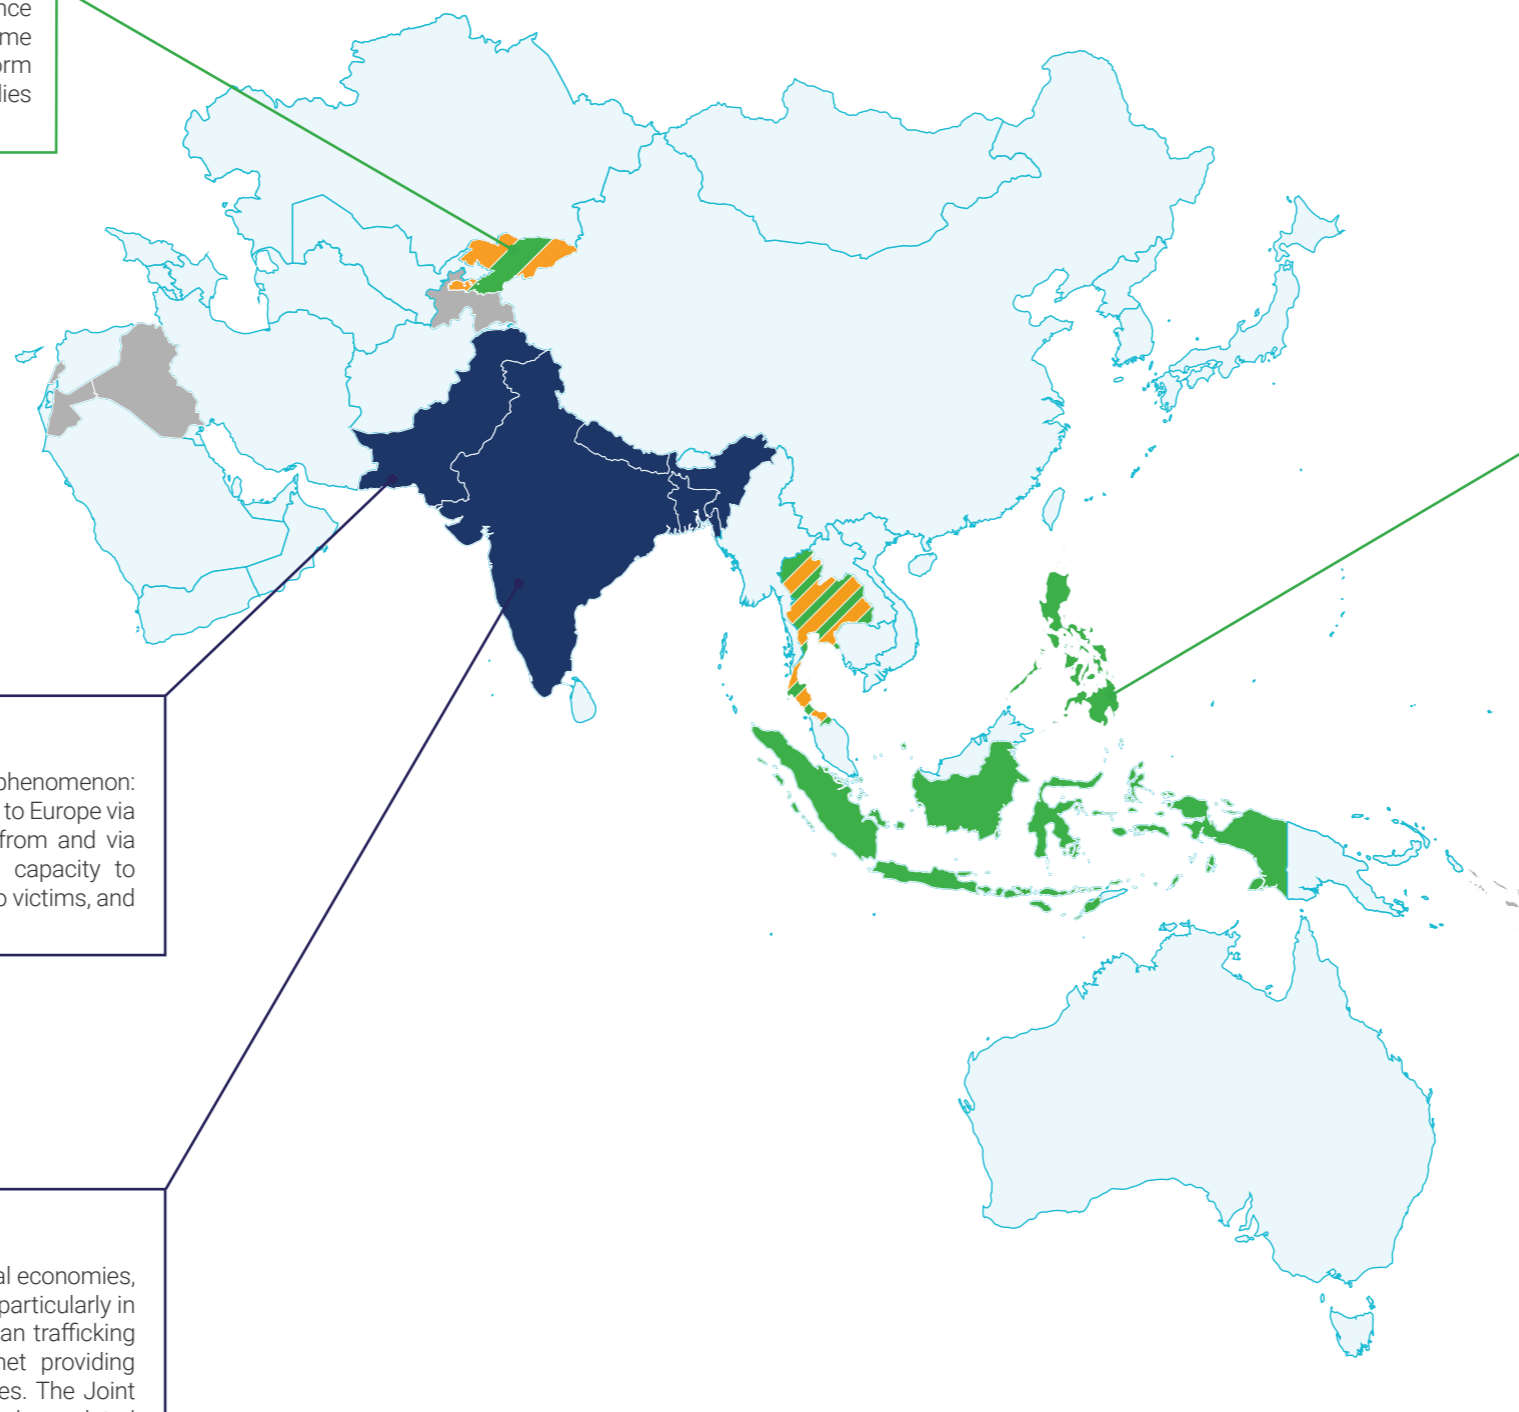 nce
me
orm
dies
phenomenon:
to Europe via
from and via
capacity to
o victims, and
al economies,
particularly in
an trafficking
net providing
es. The Joint